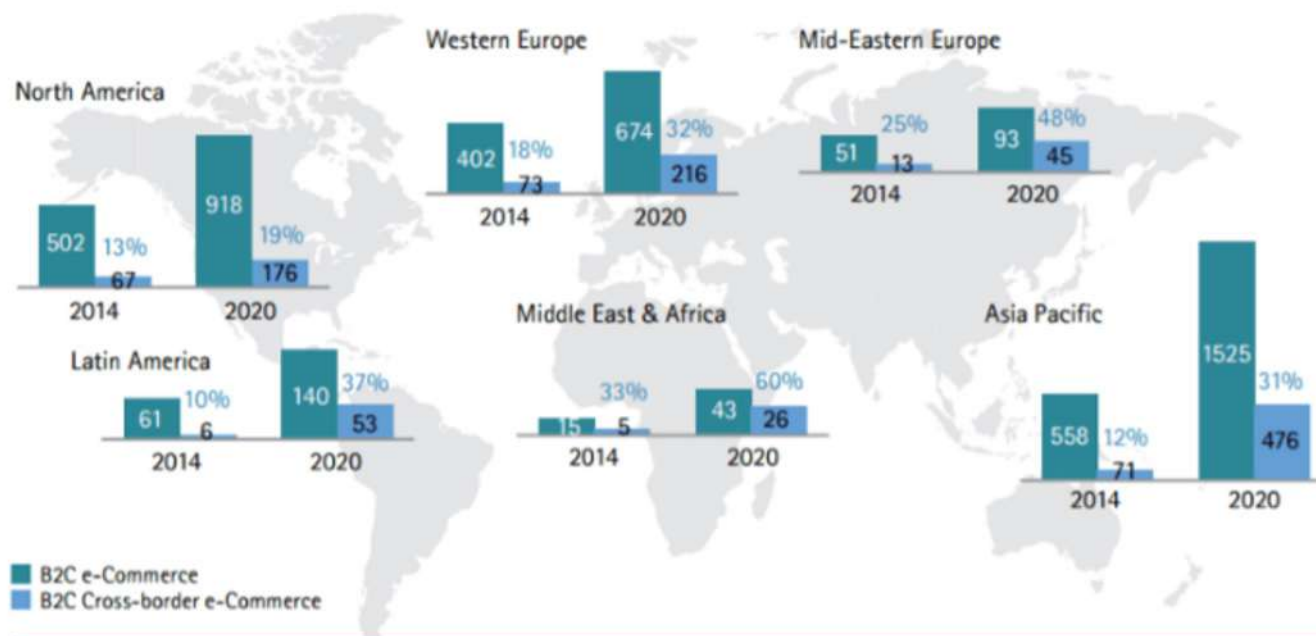 Western Europe
Mid-Eastern Europe
North America
402 18% 73 674 32% 216
2014 2020
51 25% 13 93 48% 45
2014 2020
502 13% 67 918 19% 176
2014 2020
Middle East & Africa
Asia Pacific
Latin America
61 10% 6 140 37% 53
2014 2020
15 33% 5 43 60% 26
2014 2020
558 12% 71 1525 31% 476
2014 2020
B2C e-Commerce
B2C Cross-border e-Commerce